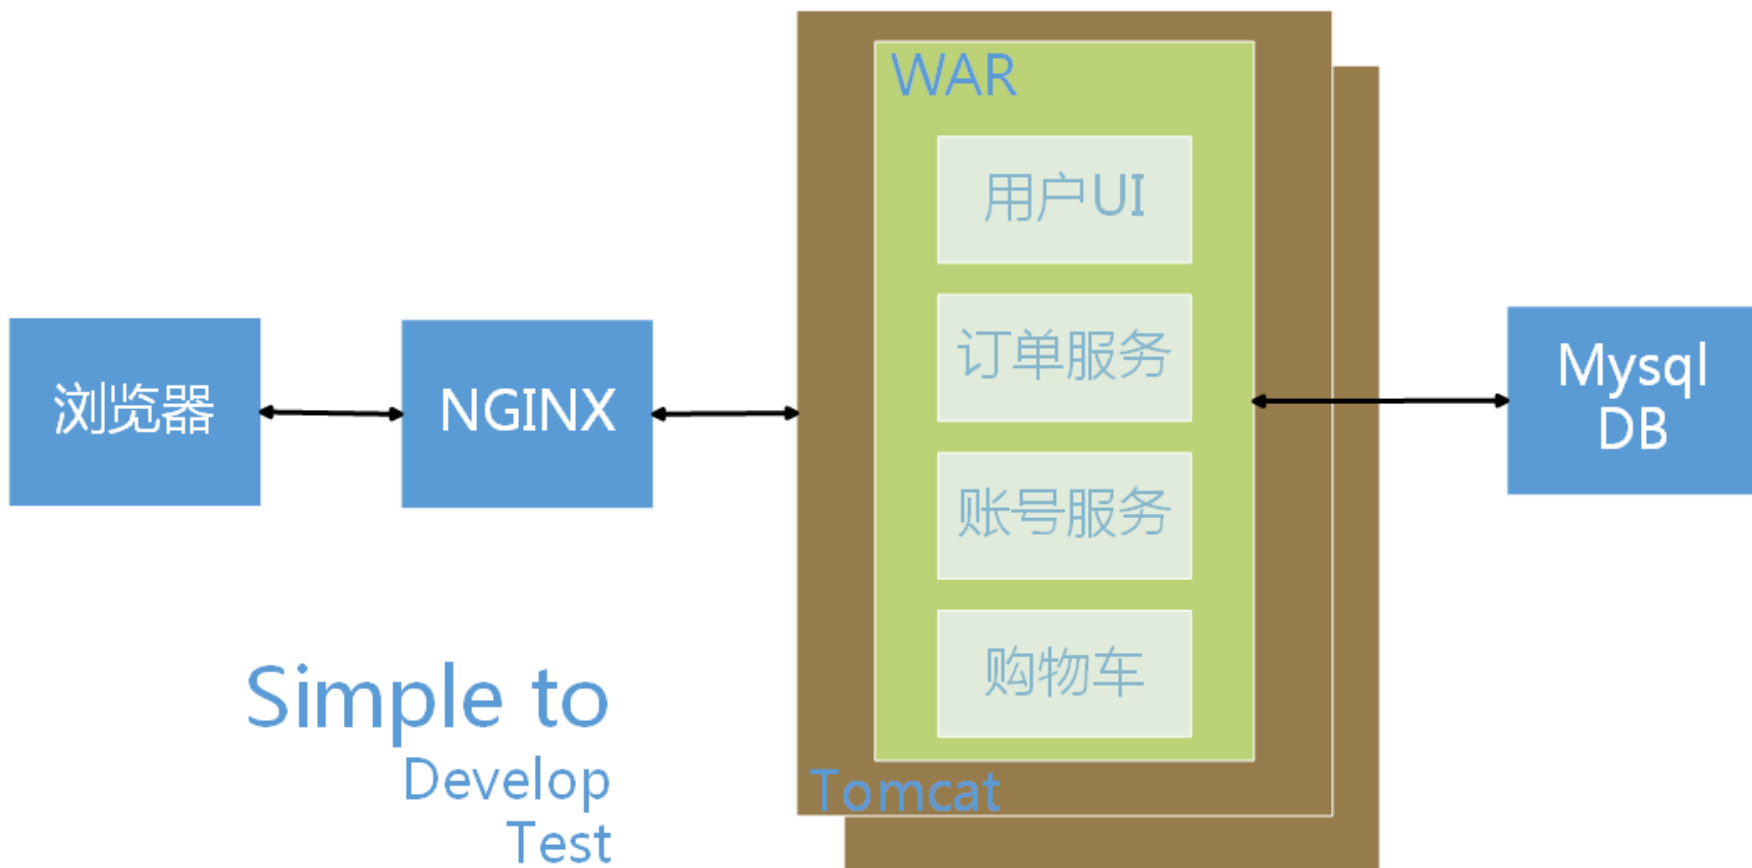 WAR
用户UI
订单服务
账号服务
购物车
Tomcat
浏览器
NGINX
Mysql
DB
Simple to
Develop
Test